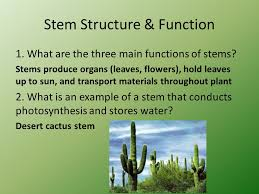 Stem Structure & Function
1. What are the three main functions of stems?
Stems produce organs (leaves, flowers), hold leaves
up to sun, and transport materials throughout plant
2. What is an example of a stem that conducts
photosynthesis and stores water?
Desert cactus stem